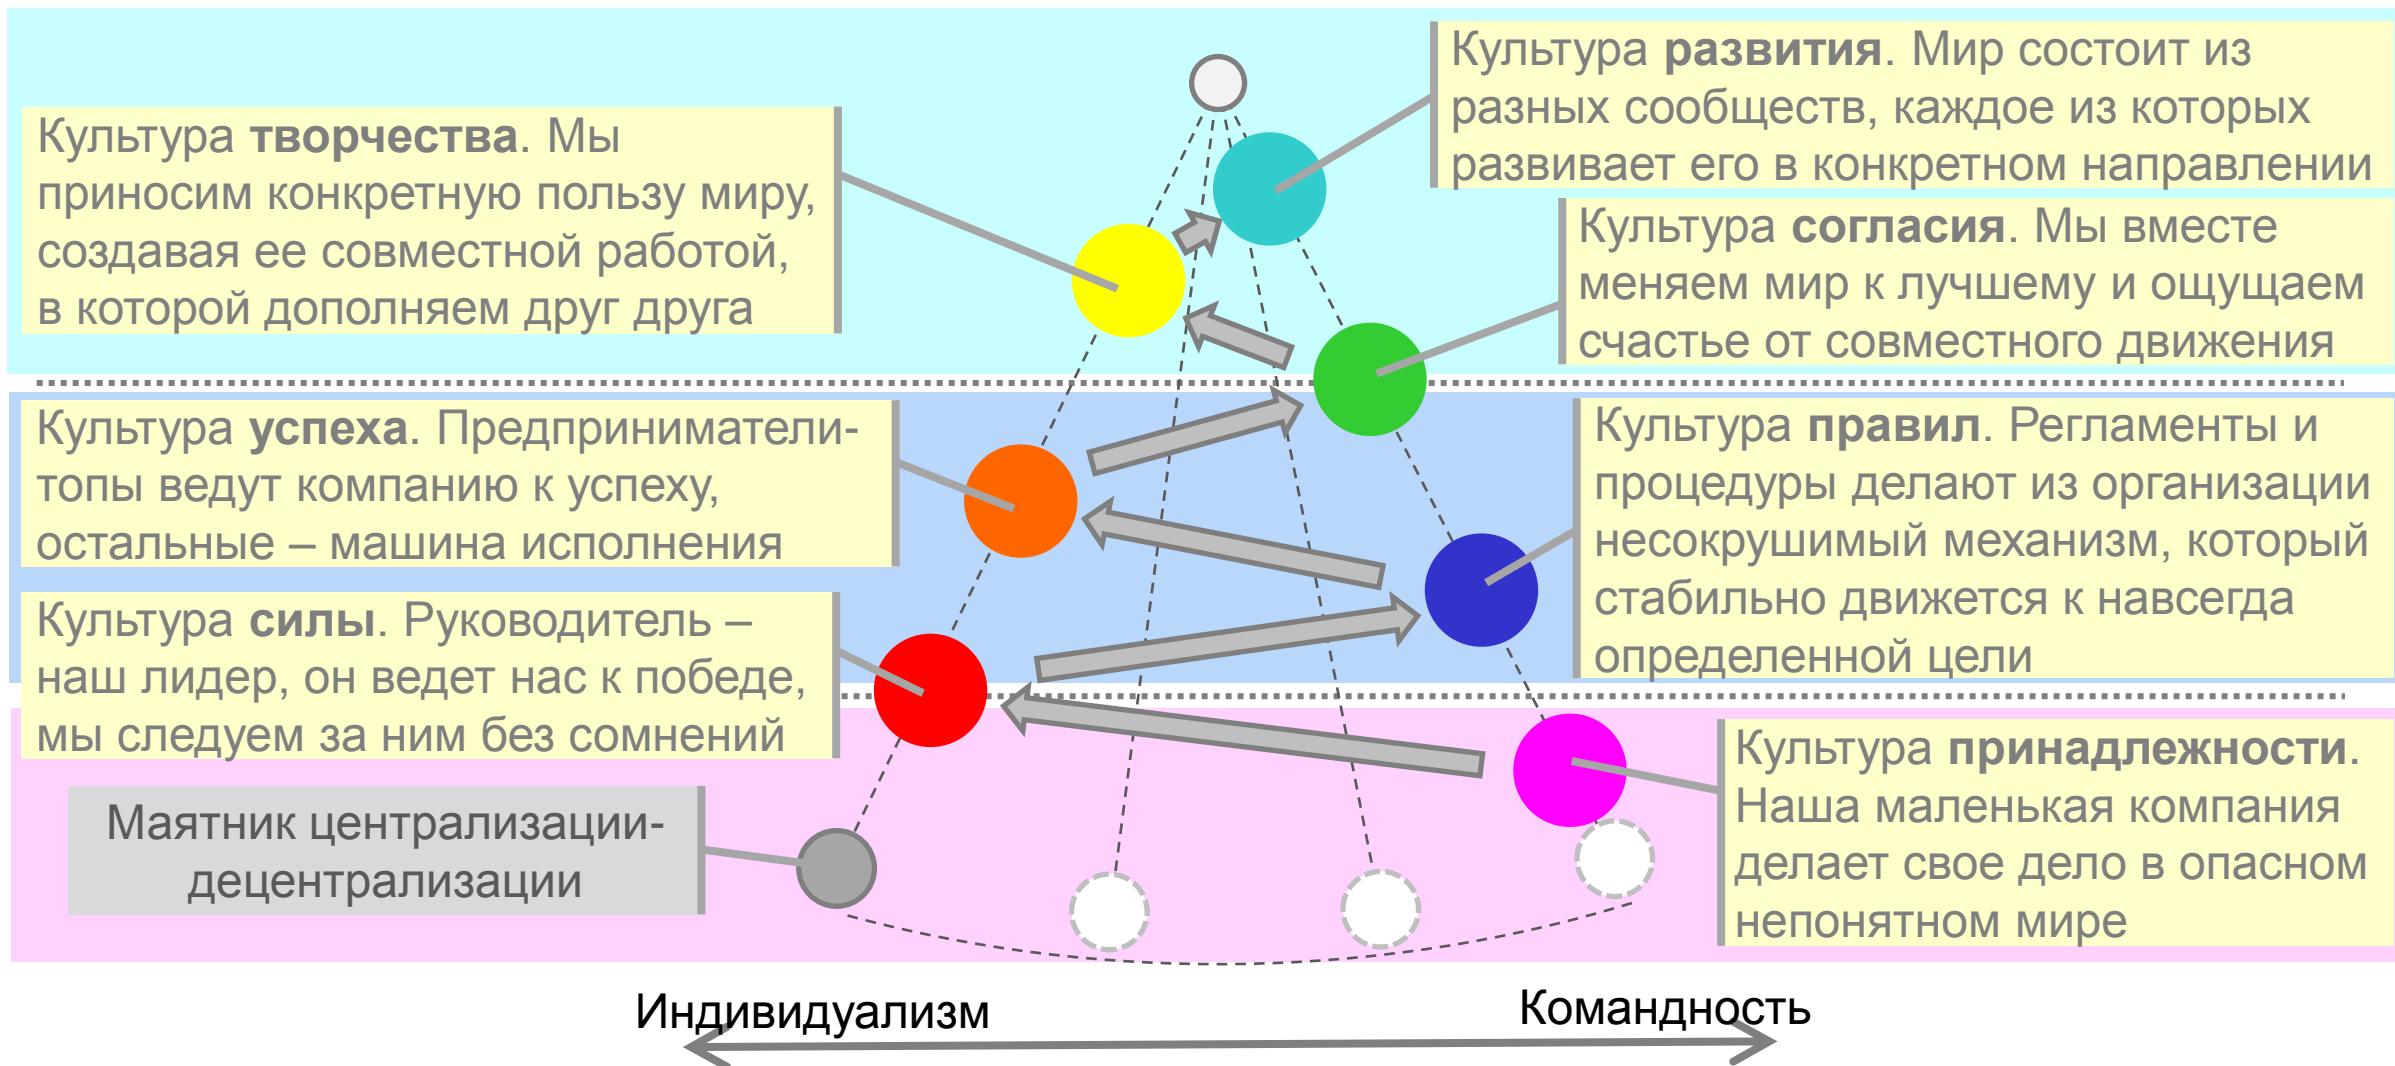 Культура творчества. Мы
приносим конкретную пользу миру,
создавая ее совместной работой,
в которой дополняем друг друга
Культура развития. Мир состоит из
разных сообществ, каждое из которых
развивает его в конкретном направлении
Культура согласия. Мы вместе
меняем мир к лучшему и ощущаем
счастье от совместного движения
Культура успеха. Предприниматели-
топы ведут компанию к успеху,
остальные – машина исполнения
Культура правил. Регламенты и
процедуры делают из организации
несокрушимый механизм, который
стабильно движется к навсегда
определенной цели
Культура силы. Руководитель –
наш лидер, он ведет нас к победе,
мы следуем за ним без сомнений
Культура принадлежности.
Наша маленькая компания
делает свое дело в опасном
непонятном мире
Маятник централизации-
децентрализации
Индивидуализм
Командность